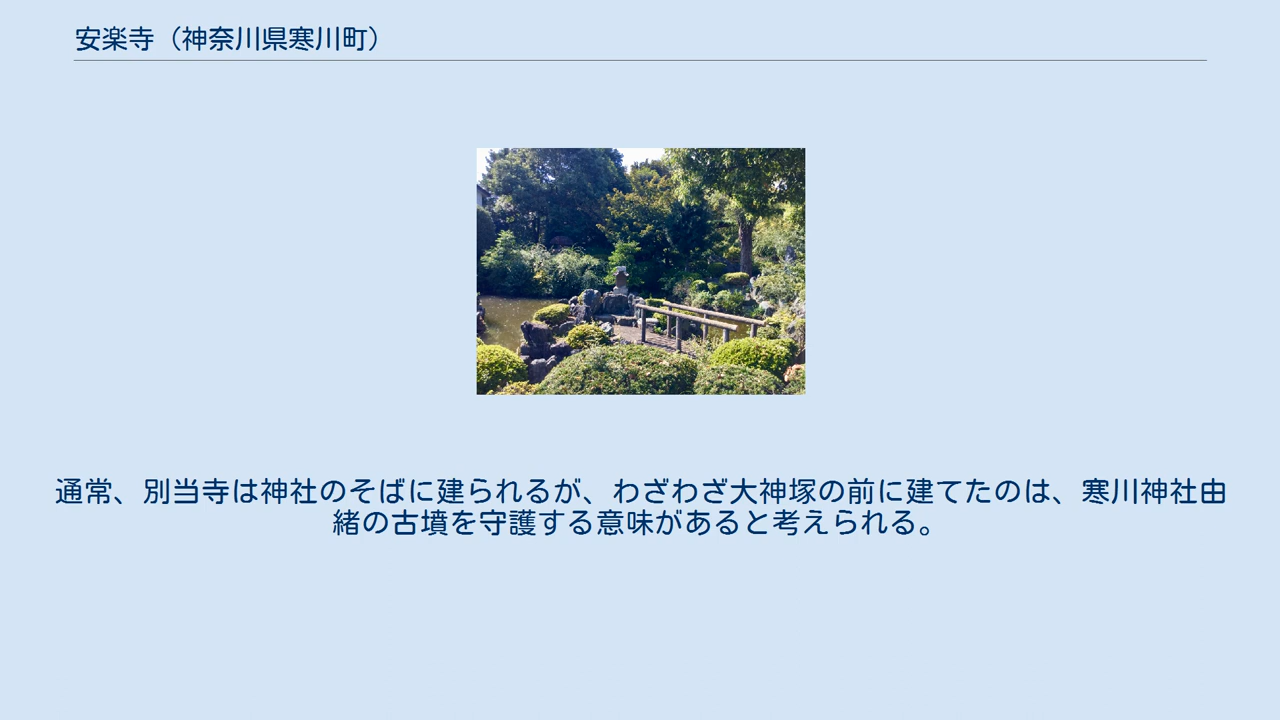 安楽寺（神奈川県寒川町）
通常、別当寺は神社のそばに建られるが、わざわざ大神塚の前に建てたのは、寒川神社由
緒の古墳を守護する意味があると考えられる。